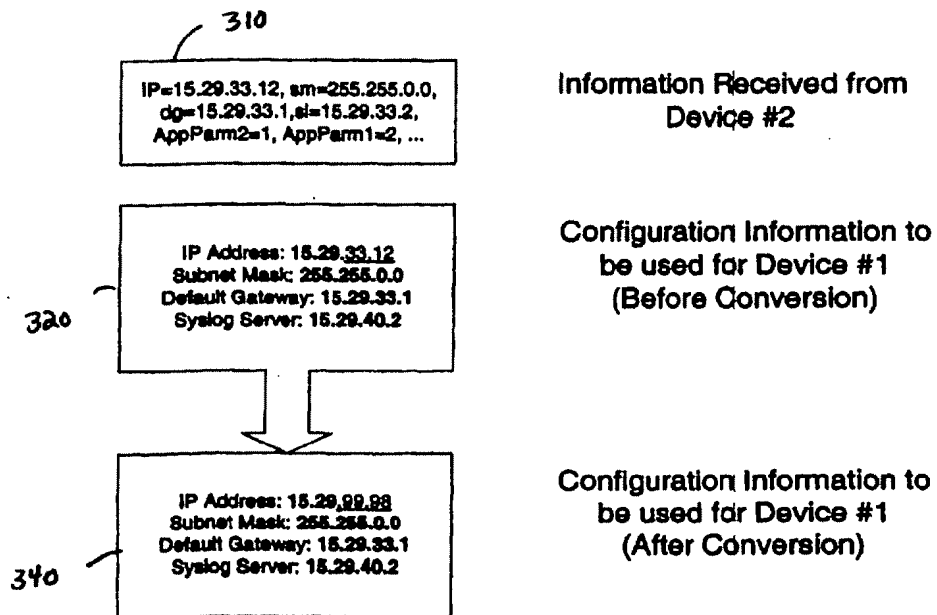 310
IP=15.29.33.12, sm=255.255.0.0,
dg=15.29.33.1,sl=15.29.33.2,
AppParm2=1, AppParm1=2, ...
Information Received from
Device #2
IP Address: 15.29.33.12
Subnet Mask: 255.255.0.0
Default Gateway: 15.29.33.1
Syslog Server: 15.29.40.2
320
Configuration Information to
be used for Device #1
(Before Conversion)
IP Address: 15.29.99.98
Subnet Mask: 255.255.0.0
Default Gateway: 15.29.33.1
Syslog Server: 15.29.40.2
340
Configuration Information to
be used for Device #1
(After Conversion)